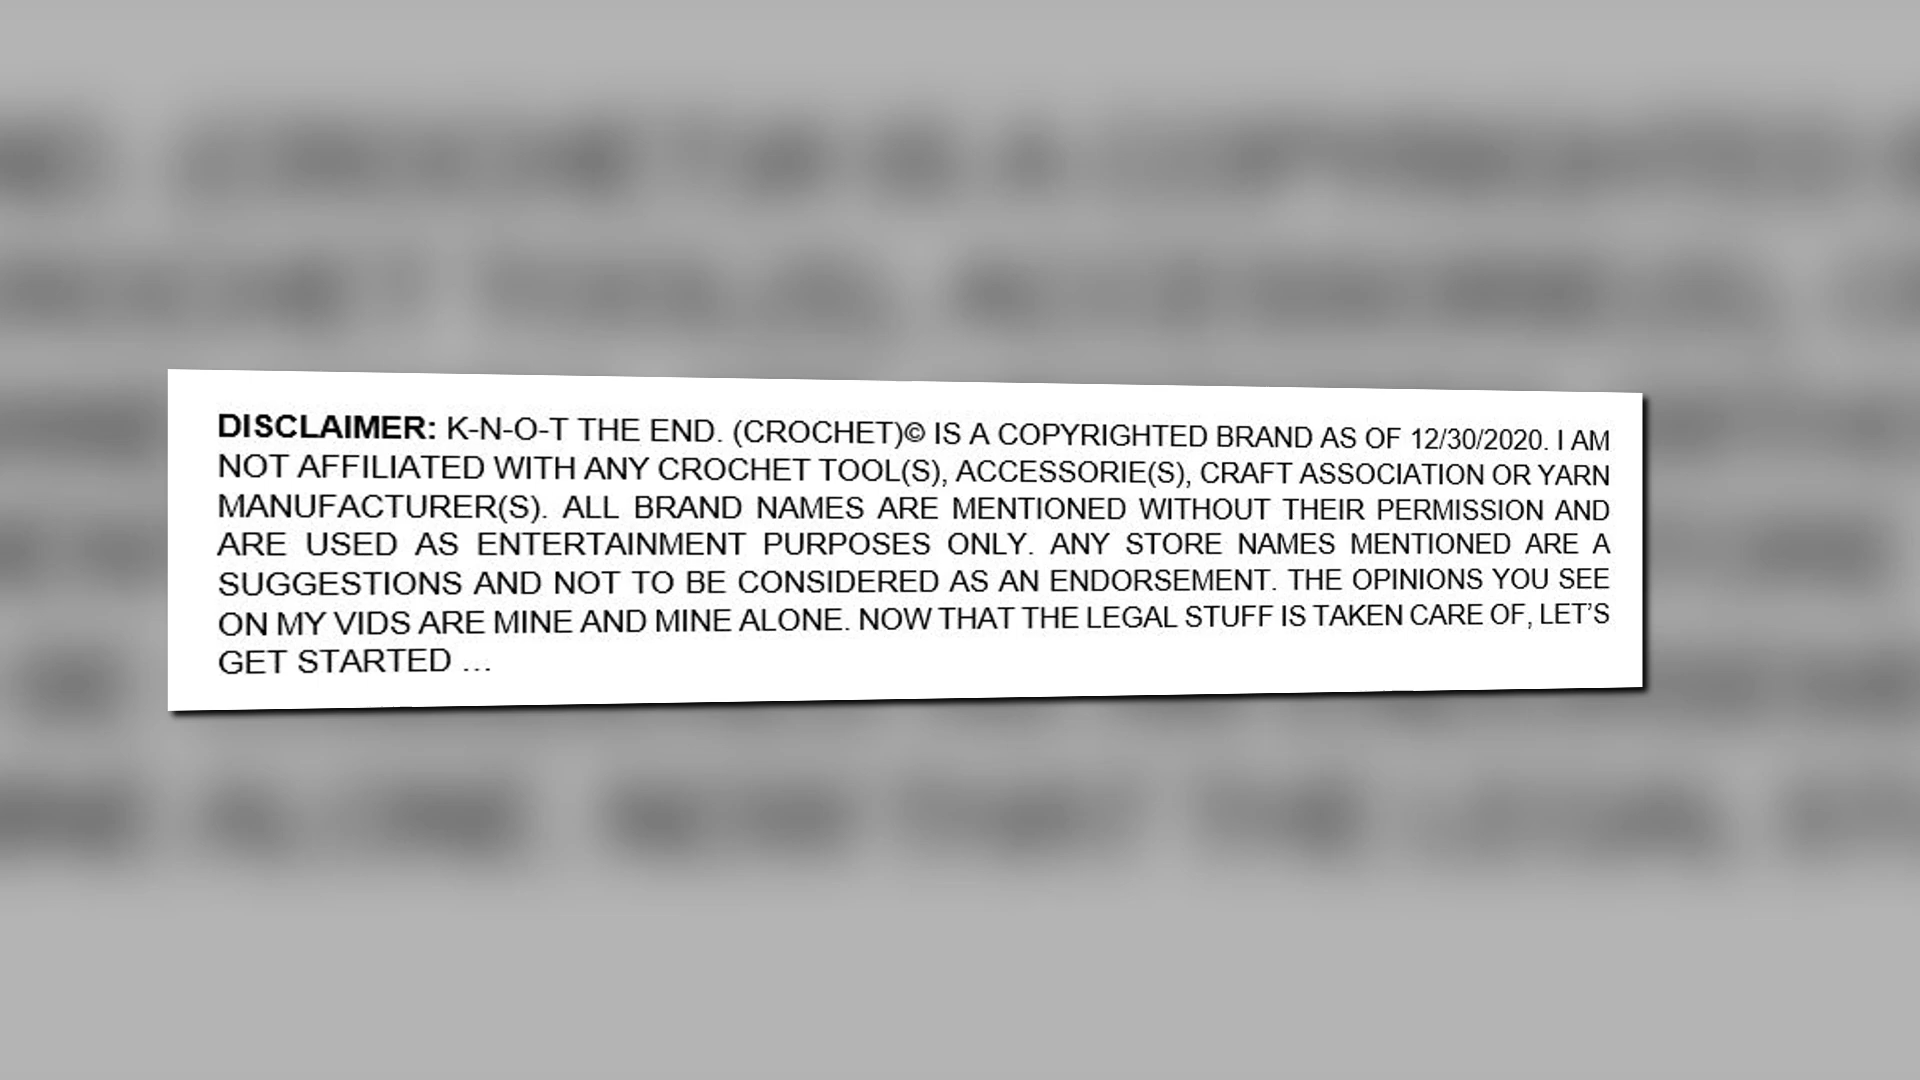 DISCLAIMER: K-N-O-T THE END. (CROCHET)© IS A COPYRIGHTED BRAND AS OF 12/30/2020. I AM
NOT AFFILIATED WITH ANY CROCHET TOOL(S), ACCESSORIE(S), CRAFT ASSOCIATION OR YARN
MANUFACTURER(S). ALL BRAND NAMES ARE MENTIONED WITHOUT THEIR PERMISSION AND
ARE USED AS ENTERTAINMENT PURPOSES ONLY. ANY STORE NAMES MENTIONED ARE A
SUGGESTIONS AND NOT TO BE CONSIDERED AS AN ENDORSEMENT. THE OPINIONS YOU SEE
ON MY VIDS ARE MINE AND MINE ALONE. NOW THAT THE LEGAL STUFF IS TAKEN CARE OF, LET’S
GET STARTED …